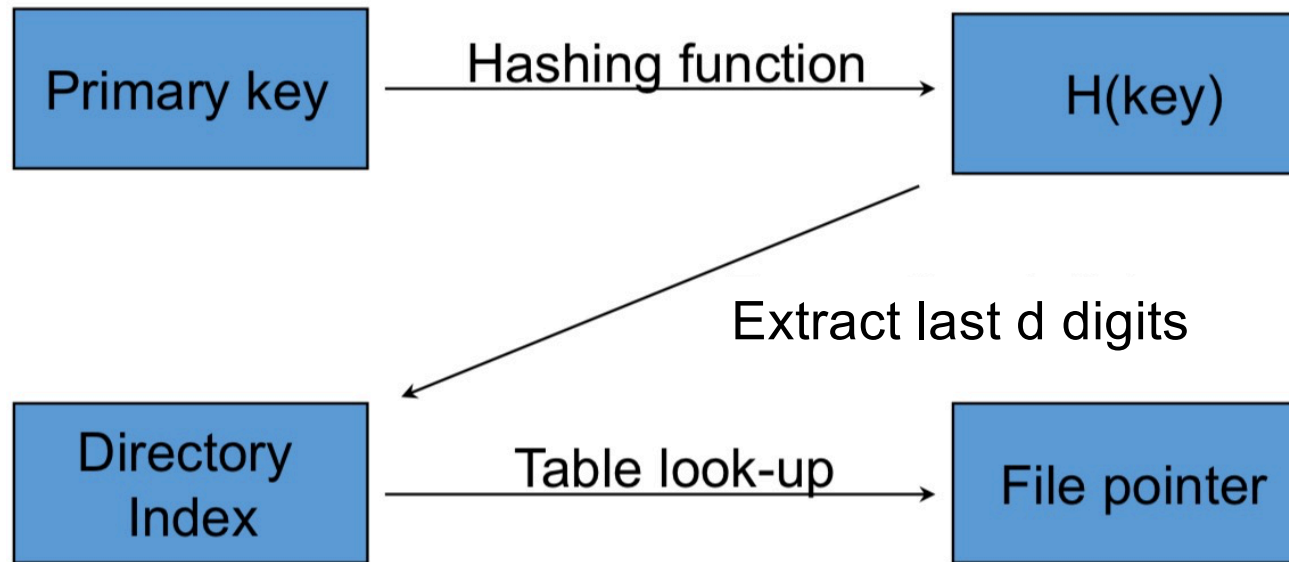 Primary key
Hashing function
H(key)
Extract last d digits
Directory
Index
Table look-up
File pointer